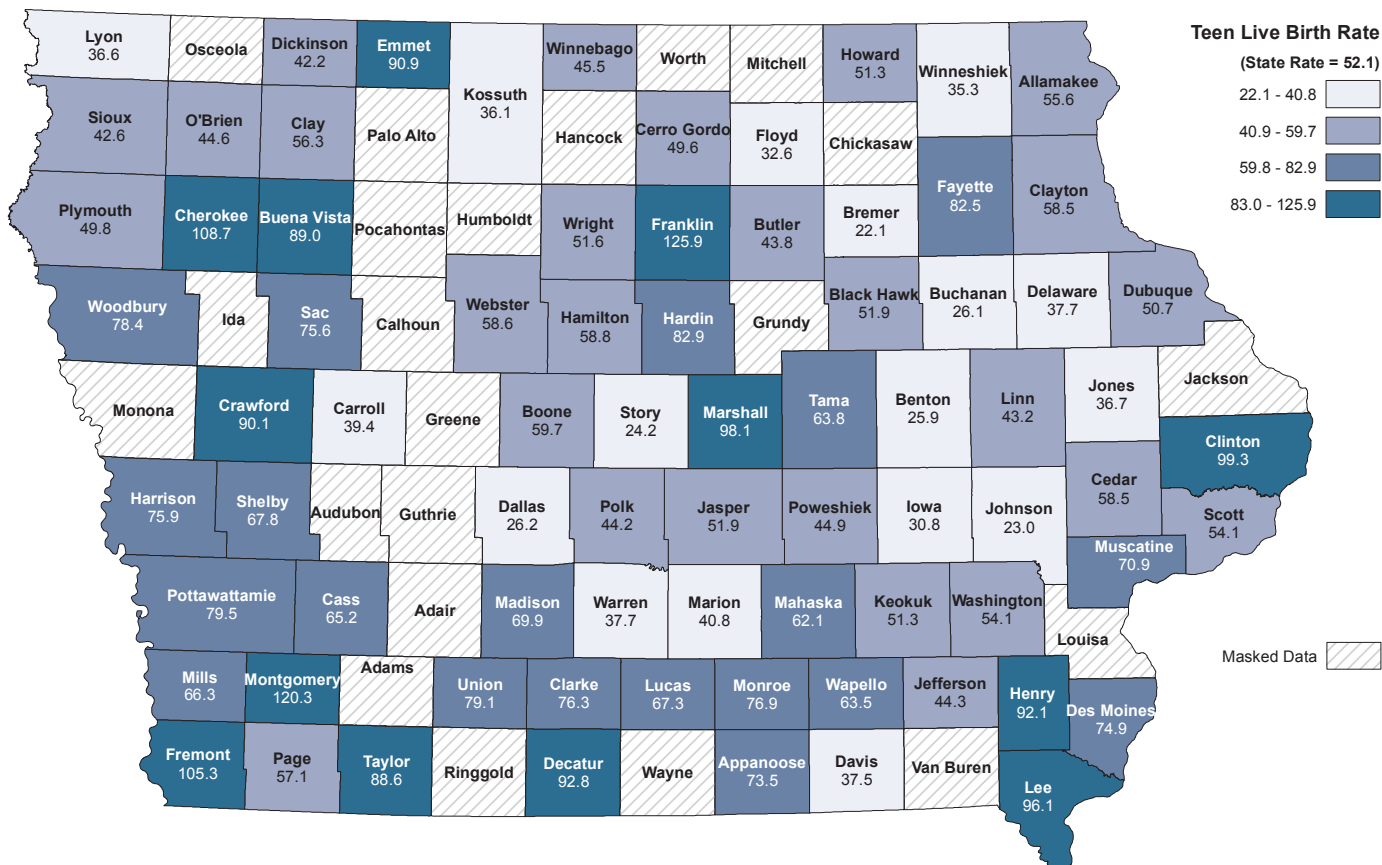 Teen Live Birth Rate
(State Rate = 52.1)
22.1 - 40.8
40.9 - 59.7
59.8 - 82.9
83.0 - 125.9
Masked Data
Lyon
36.6
Osceola
Dickinson
42.2
Emmet
90.9
Kossuth
36.1
Winnebago
45.5
Worth
Mitchell
Howard
51.3
Winneshiek
35.3
Allamakee
55.6
Sioux
42.6
O'Brien
44.6
Clay
56.3
Palo Alto
Hancock
Cerro Gordo
49.6
Floyd
32.6
Chickasaw
Fayette
82.5
Clayton
58.5
Plymouth
49.8
Cherokee
108.7
Buena Vista
89.0
Pocahontas
Humboldt
Wright
51.6
Franklin
125.9
Butler
43.8
Bremer
22.1
Woodbury
78.4
Ida
Sac
75.6
Calhoun
Webster
58.6
Hamilton
58.8
Hardin
82.9
Grundy
Black Hawk
51.9
Buchanan
26.1
Delaware
37.7
Dubuque
50.7
Monona
Crawford
90.1
Carroll
39.4
Greene
Boone
59.7
Story
24.2
Marshall
98.1
Tama
63.8
Benton
25.9
Linn
43.2
Jones
36.7
Jackson
Clinton
99.3
Harrison
75.9
Shelby
67.8
Audubon
Guthrie
Dallas
26.2
Polk
44.2
Jasper
51.9
Poweshiek
44.9
Iowa
30.8
Johnson
23.0
Cedar
58.5
Scott
54.1
Muscatine
70.9
Pottawattamie
79.5
Cass
65.2
Adair
Madison
69.9
Warren
37.7
Marion
40.8
Mahaska
62.1
Keokuk
51.3
Washington
54.1
Louisa
Mills
66.3
Montgomery
120.3
Adams
Union
79.1
Clarke
76.3
Lucas
67.3
Monroe
76.9
Wapello
63.5
Jefferson
44.3
Henry
92.1
Des Moines
74.9
Fremont
105.3
Page
57.1
Taylor
88.6
Ringgold
Decatur
92.8
Wayne
Appanoose
73.5
Davis
37.5
Van Buren
Lee
96.1